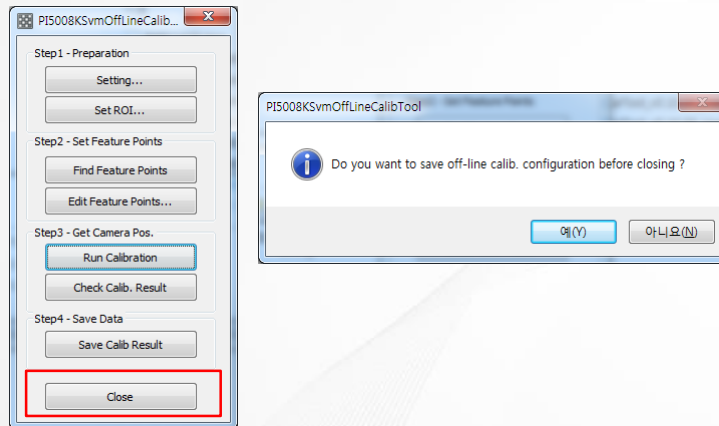 PI5008KSvmOffLineCalib...
Step1 - Preparation
Setting...
Set ROI...
Step2 - Set Feature Points
Find Feature Points
Edit Feature Points...
Step3 - Get Camera Pos.
Run Calibration
Check Calib. Result
Step4 - Save Data
Save Calib Result
Close
PI5008KSvmOffLineCalibTool
Do you want to save off-line calib. configuration before closing ?
예(Y)
아니요(N)